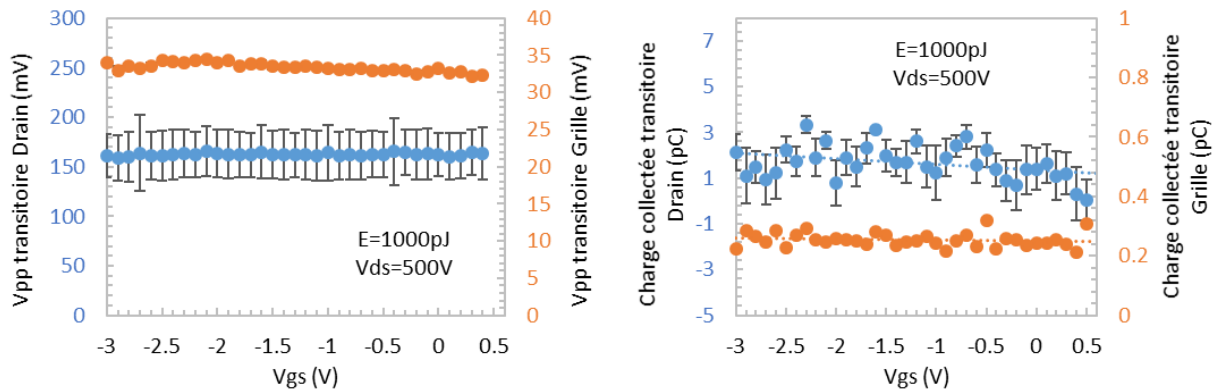 Vpp transitoire Drain (mV)
300
250
200
150
100
50
0
E=1000pJ
Vds=500V
40
35
30
25
20
15
10
5
0
Vpp transitoire Grille (mV)
-3 -2.5 -2 -1.5 -1 -0.5 0 0.5
Vgs (V)
Charge collectée transitoire
Drain (pC)
7
5
3
1
-1
-3
-5
E=1000pJ
Vds=500V
1
0.8
0.6
0.4
0.2
0
Charge collectée transitoire
Grille (pC)
-3 -2.5 -2 -1.5 -1 -0.5 0 0.5
Vgs (V)